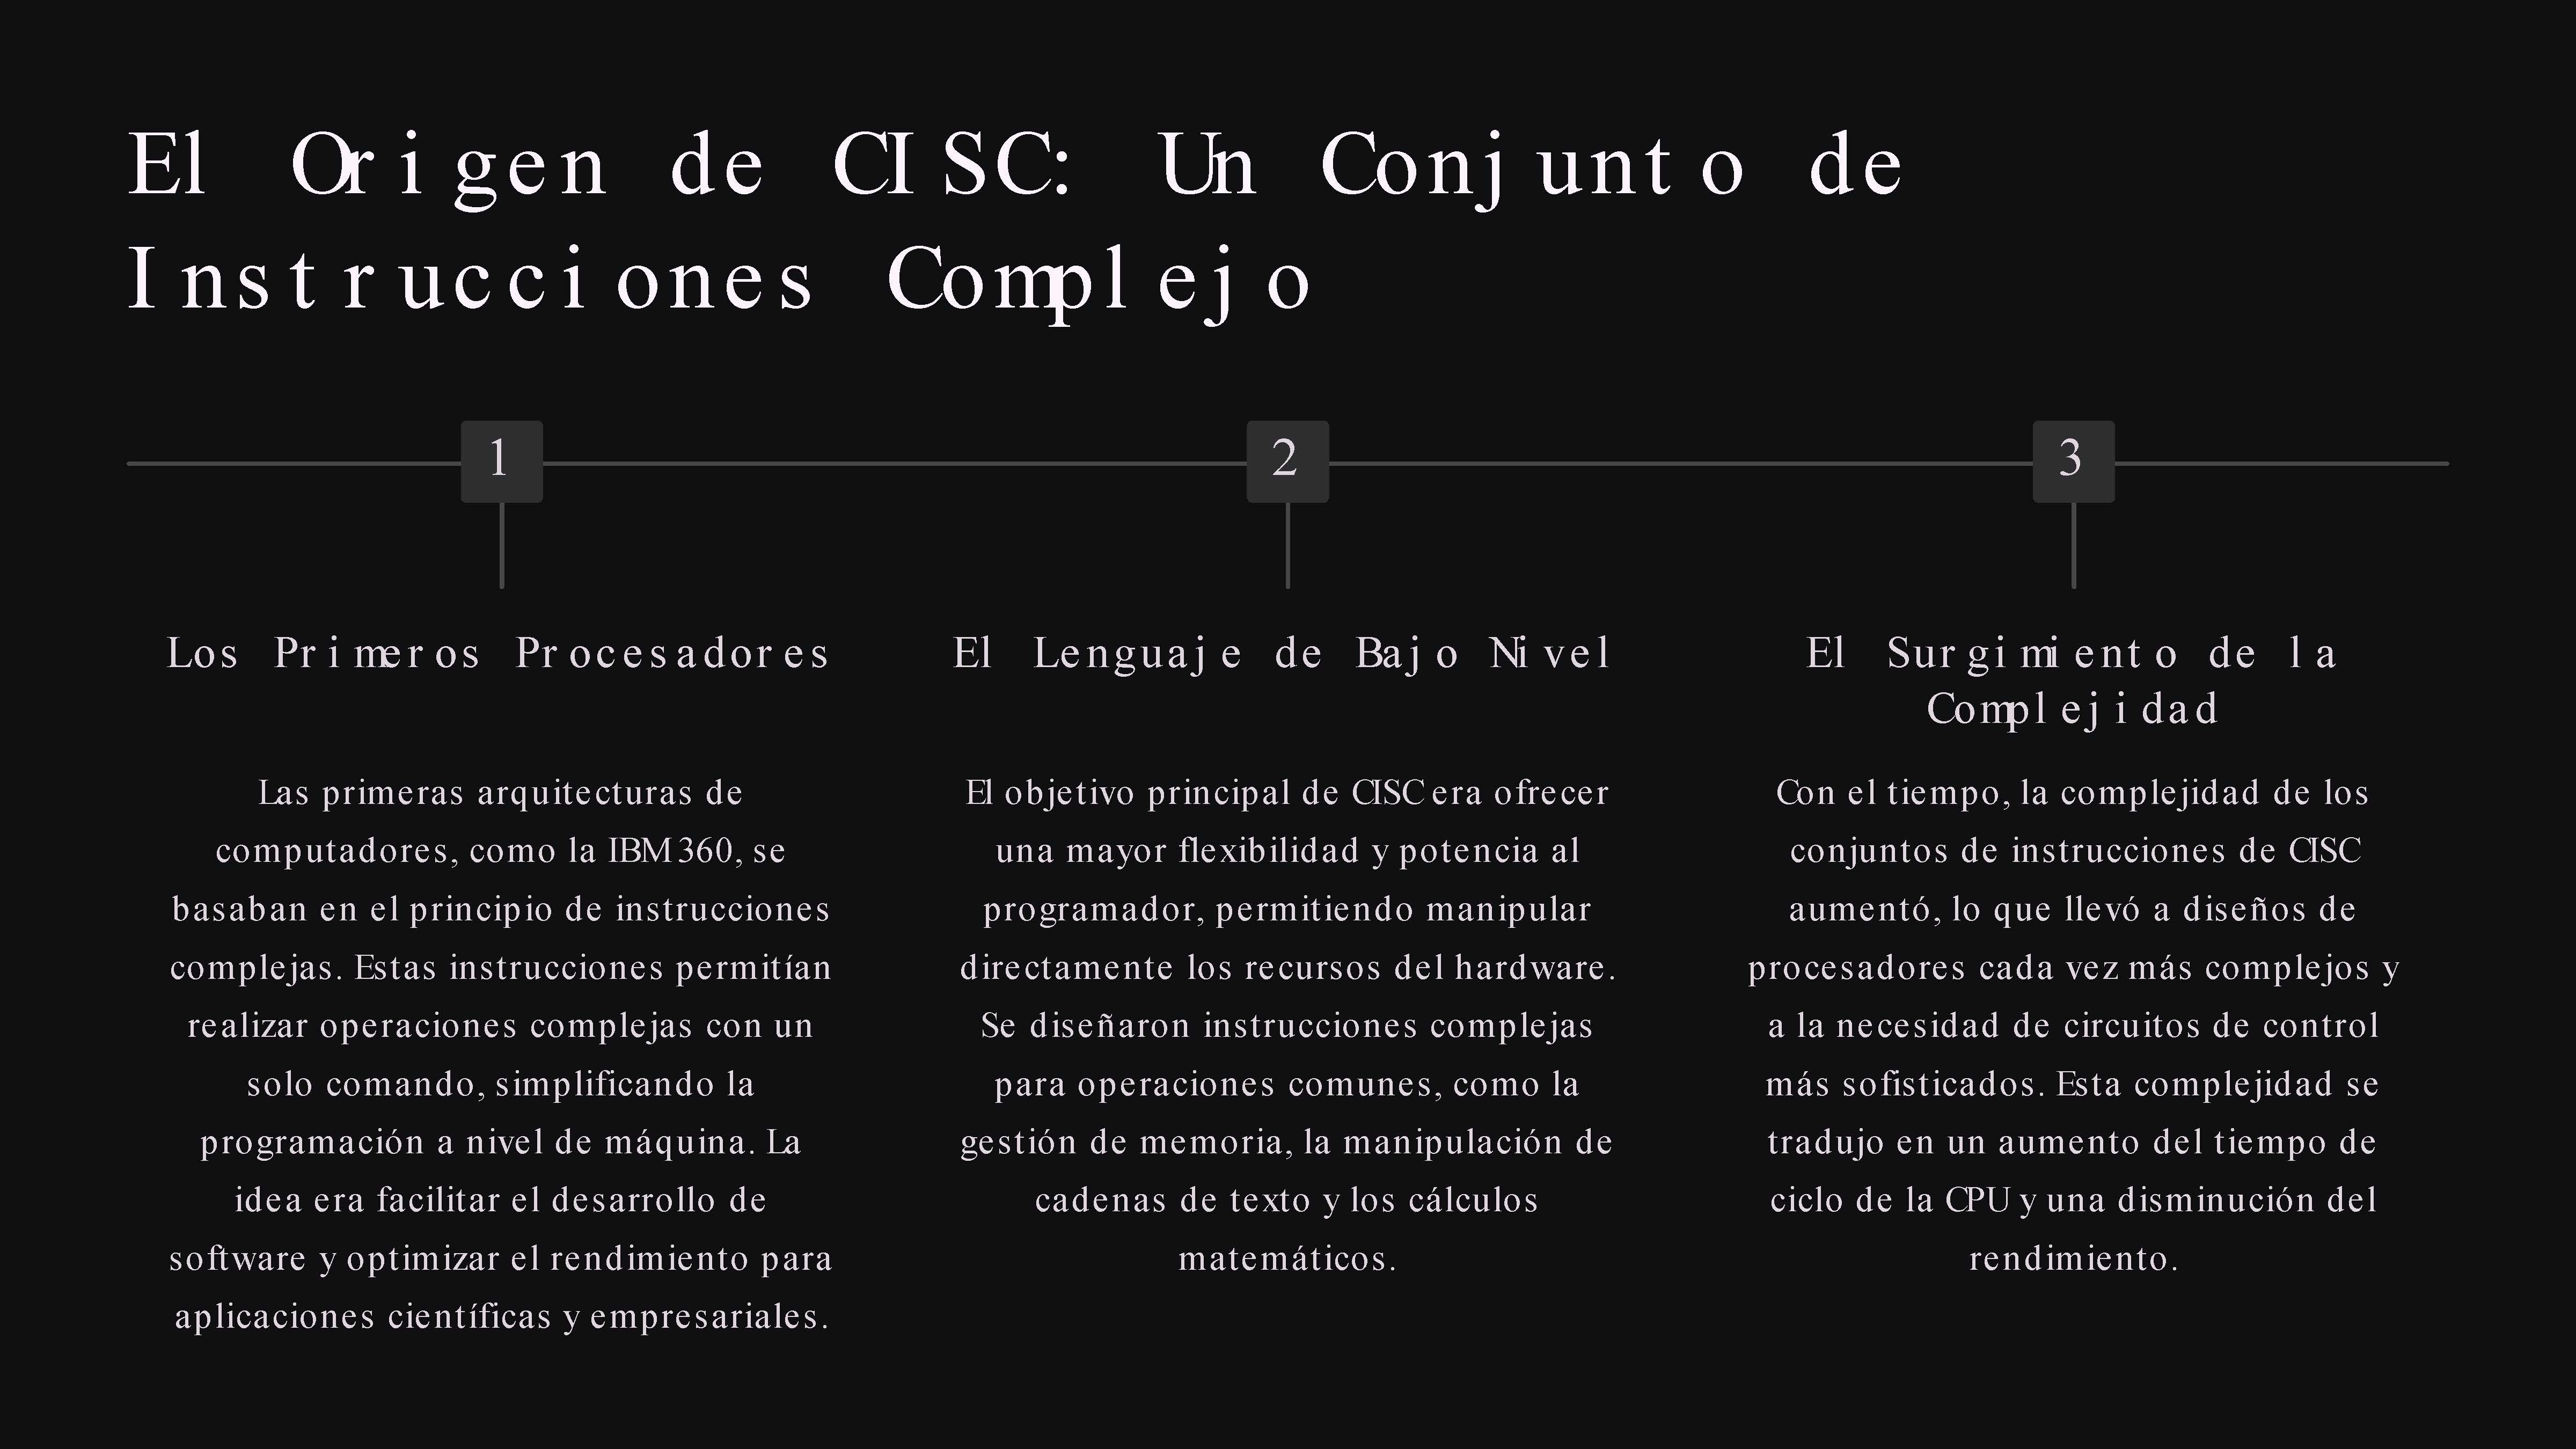 El Origen de CISC: Un Conjunto de
Instrucciones Complejo
1
2
3
Los Primeros Procesadores
Las primeras arquitecturas de
computadores, como la IBM 360, se
basaban en el principio de instrucciones
complejas. Estas instrucciones permitían
realizar operaciones complejas con un
solo comando, simplificando la
programación a nivel de máquina. La
idea era facilitar el desarrollo de
software y optimizar el rendimiento para
aplicaciones científicas y empresariales.
El Lenguaje de Bajo Nivel
El objetivo principal de CISC era ofrecer
una mayor flexibilidad y potencia al
programador, permitiendo manipular
directamente los recursos del hardware.
Se diseñaron instrucciones complejas
para operaciones comunes, como la
gestión de memoria, la manipulación de
cadenas de texto y los cálculos
matemáticos.
El Surgimiento de la
Complejidad
Con el tiempo, la complejidad de los
conjuntos de instrucciones de CISC
aumentó, lo que llevó a diseños de
procesadores cada vez más complejos y
a la necesidad de circuitos de control
más sofisticados. Esta complejidad se
tradujo en un aumento del tiempo de
ciclo de la CPU y una disminución del
rendimiento.